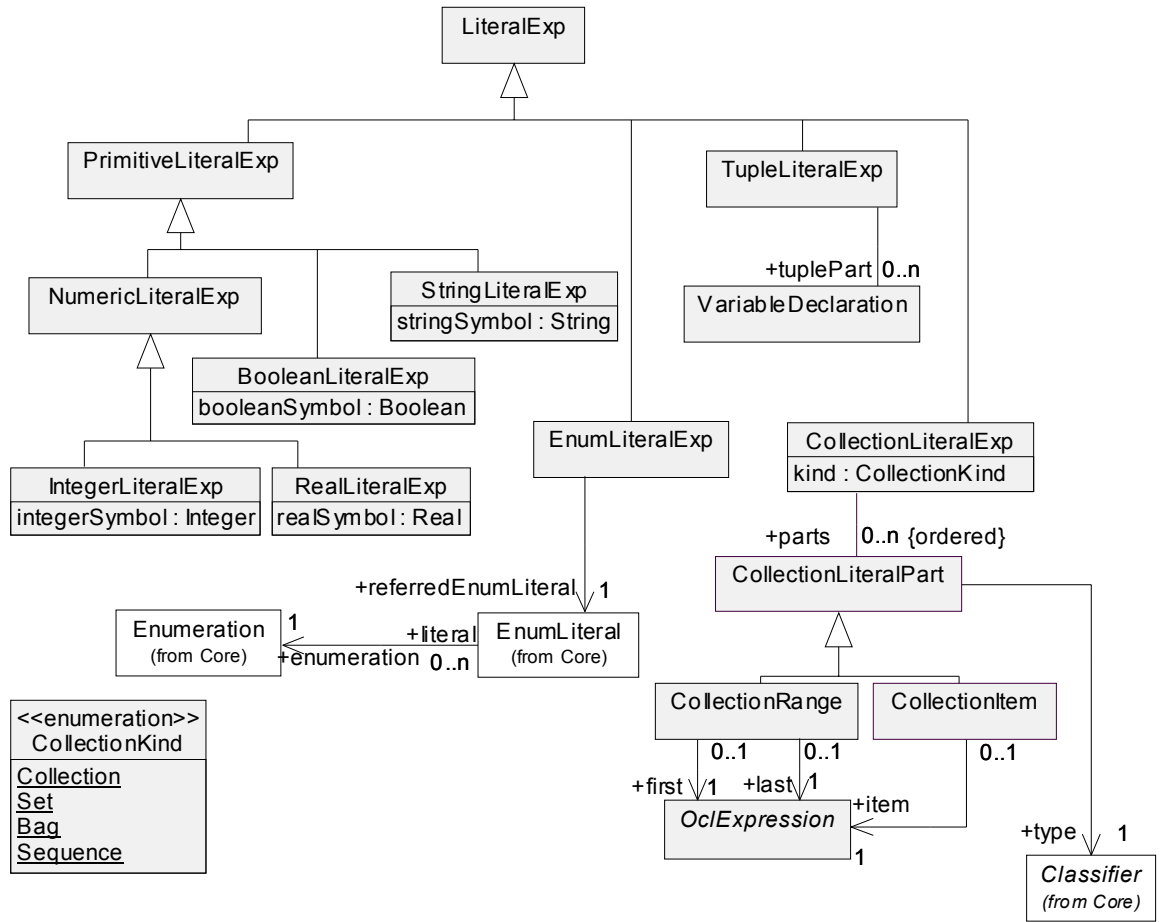 LiteralExp
PrimitiveLiteralExp
TupleLiteralExp
+tuplePart 0..n
NumericLiteralExp
StringLiteralExp
stringSymbol : String
VariableDeclaration
BooleanLiteralExp
booleanSymbol : Boolean
EnumLiteralExp
CollectionLiteralExp
kind : CollectionKind
IntegerLiteralExp
integerSymbol : Integer
RealLiteralExp
realSymbol : Real
+parts 0..n {ordered}
CollectionLiteralPart
+referredEnumLiteral 1
Enumeration
(from Core)
1
+enumeration
+literal
0..n
EnumLiteral
(from Core)
CollectionRange
CollectionItem
<<enumeration>>
CollectionKind
Collection
Set
Bag
Sequence
0..1
0..1
0..1
+first 1
+last 1
+item
1
OclExpression
+type 1
Classifier
(from Core)